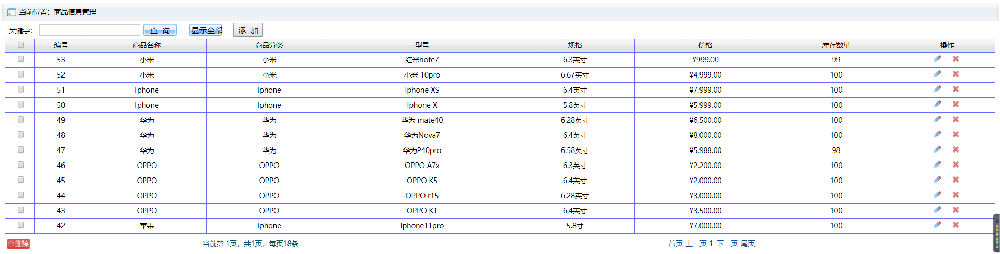 当前位置：商品信息管理
关键字： 查 询 显示全部 添 加
编号 商品名称 商品分类 型号 规格 价格 库存数量 操作
53 小米 小米 红米note7 6.3英寸 ¥999.00 99
52 小米 小米 小米 10pro 6.67英寸 ¥4,999.00 100
51 Iphone Iphone Iphone XS 6.4英寸 ¥7,999.00 100
50 Iphone Iphone Iphone X 5.8英寸 ¥5,999.00 100
49 华为 华为 华为 mate40 6.28英寸 ¥6,500.00 100
48 华为 华为 华为Nova7 6.4英寸 ¥8,000.00 100
47 华为 华为 华为P40pro 6.58英寸 ¥5,988.00 98
46 OPPO OPPO OPPO A7x 6.3英寸 ¥2,200.00 100
45 OPPO OPPO OPPO K5 6.4英寸 ¥2,000.00 100
44 OPPO OPPO OPPO r15 6.28英寸 ¥3,000.00 100
43 OPPO OPPO OPPO K1 6.4英寸 ¥3,500.00 100
42 苹果 Iphone Iphone11pro 5.8寸 ¥7,000.00 100
删除 当前第 1页，共1页，每页18条 首页 上一页 1 下一页 尾页